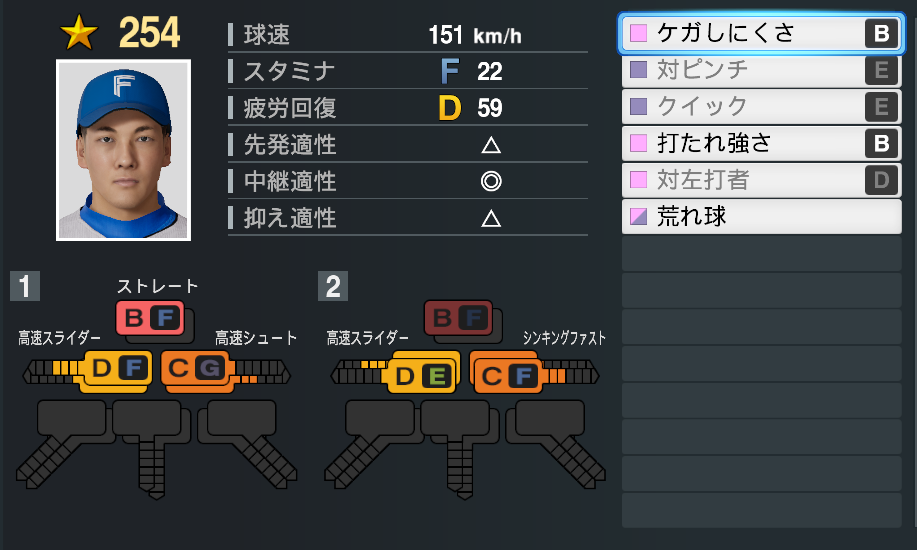 254
球速 151 km/h
スタミナ F 22
疲労回復 D 59
先発適性 △
中継適性 ◎
抑え適性 △
F
ケガしにくさ B
対ピンチ E
クイック E
打たれ強さ B
対左打者 D
荒れ球
1
ストレート
B F
高速スライダー 高速シュート
D F C G
2
B F
高速スライダー シンキングファスト
D E C F